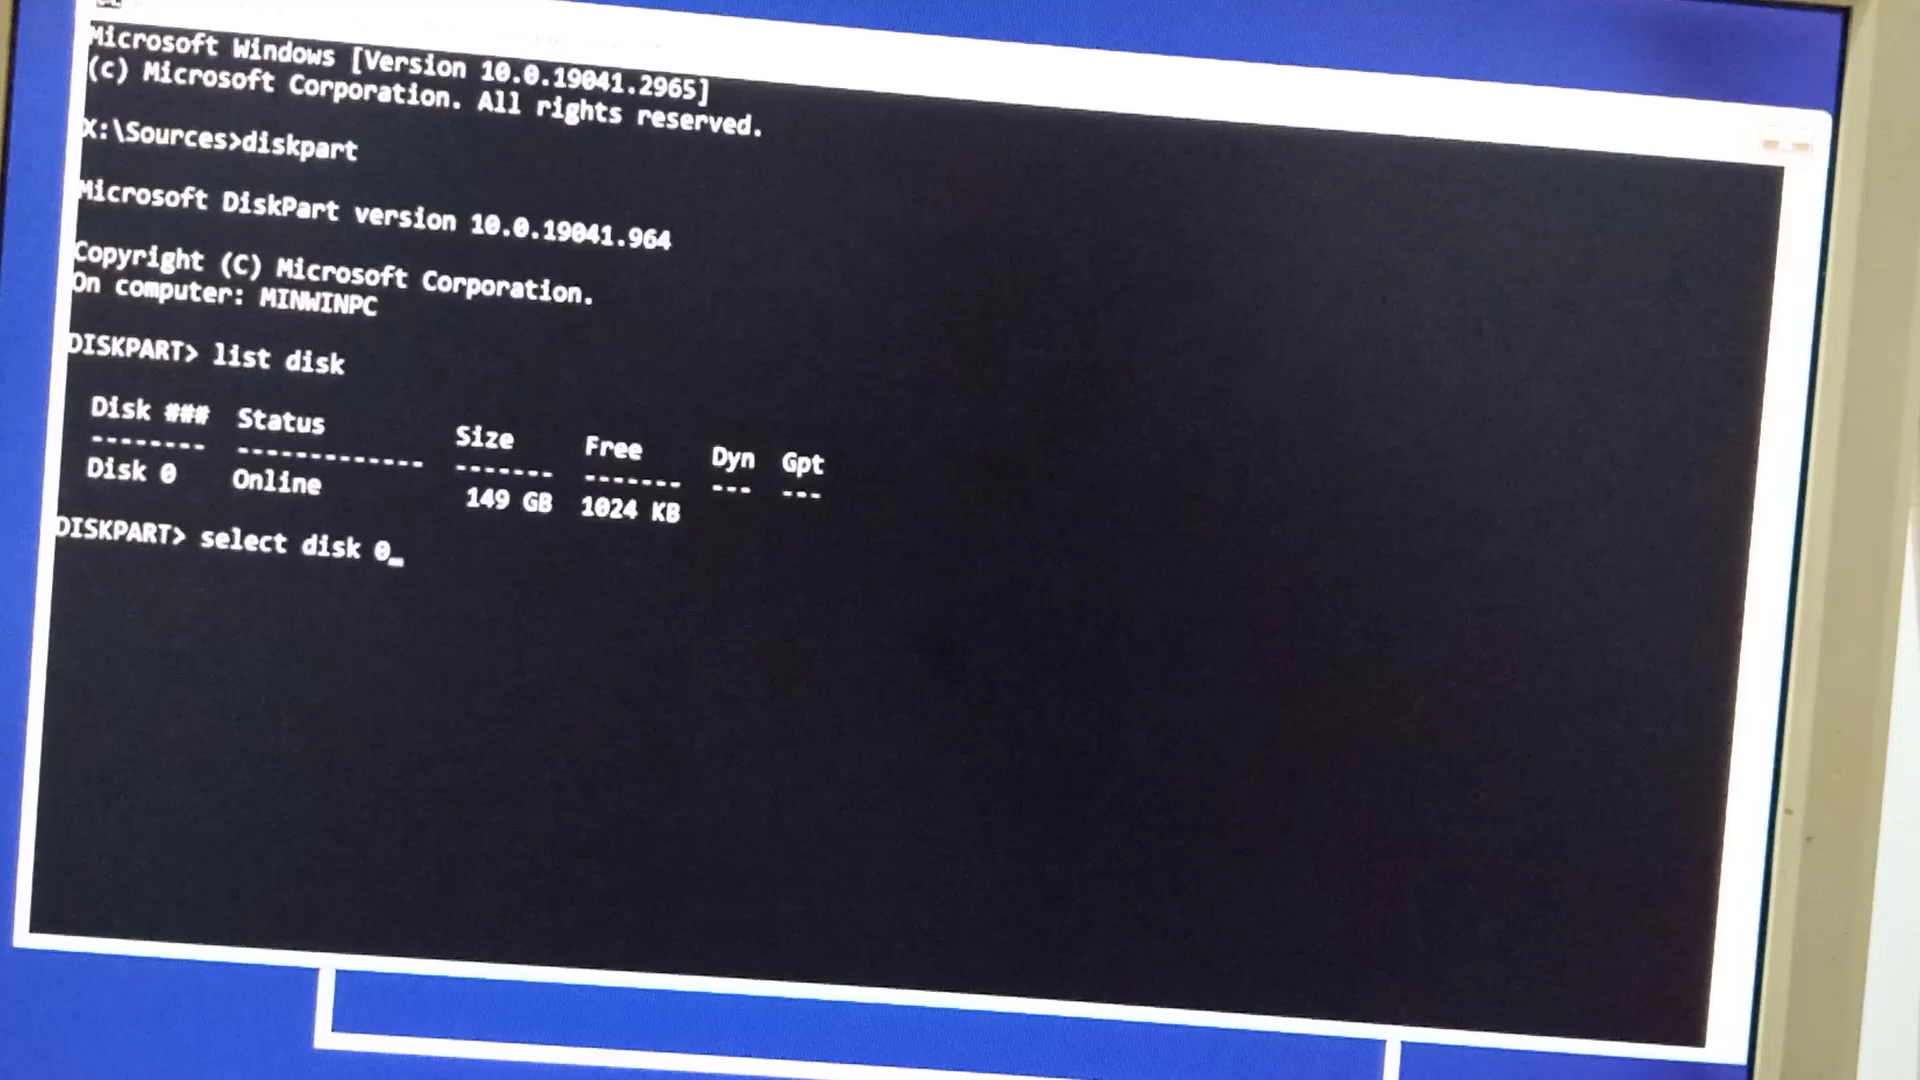 Microsoft Windows [Version 10.0.19041.2965]
(c) Microsoft Corporation. All rights reserved.
X:\Sources>diskpart
Microsoft DiskPart version 10.0.19041.964
Copyright (C) Microsoft Corporation.
On computer: MINWINPC
DISKPART> list disk
Disk ### Status Size Free Dyn Gpt
-------- ------------- ------- ------- --- ---
Disk 0 Online 149 GB 1024 KB
DISKPART> select disk 0_